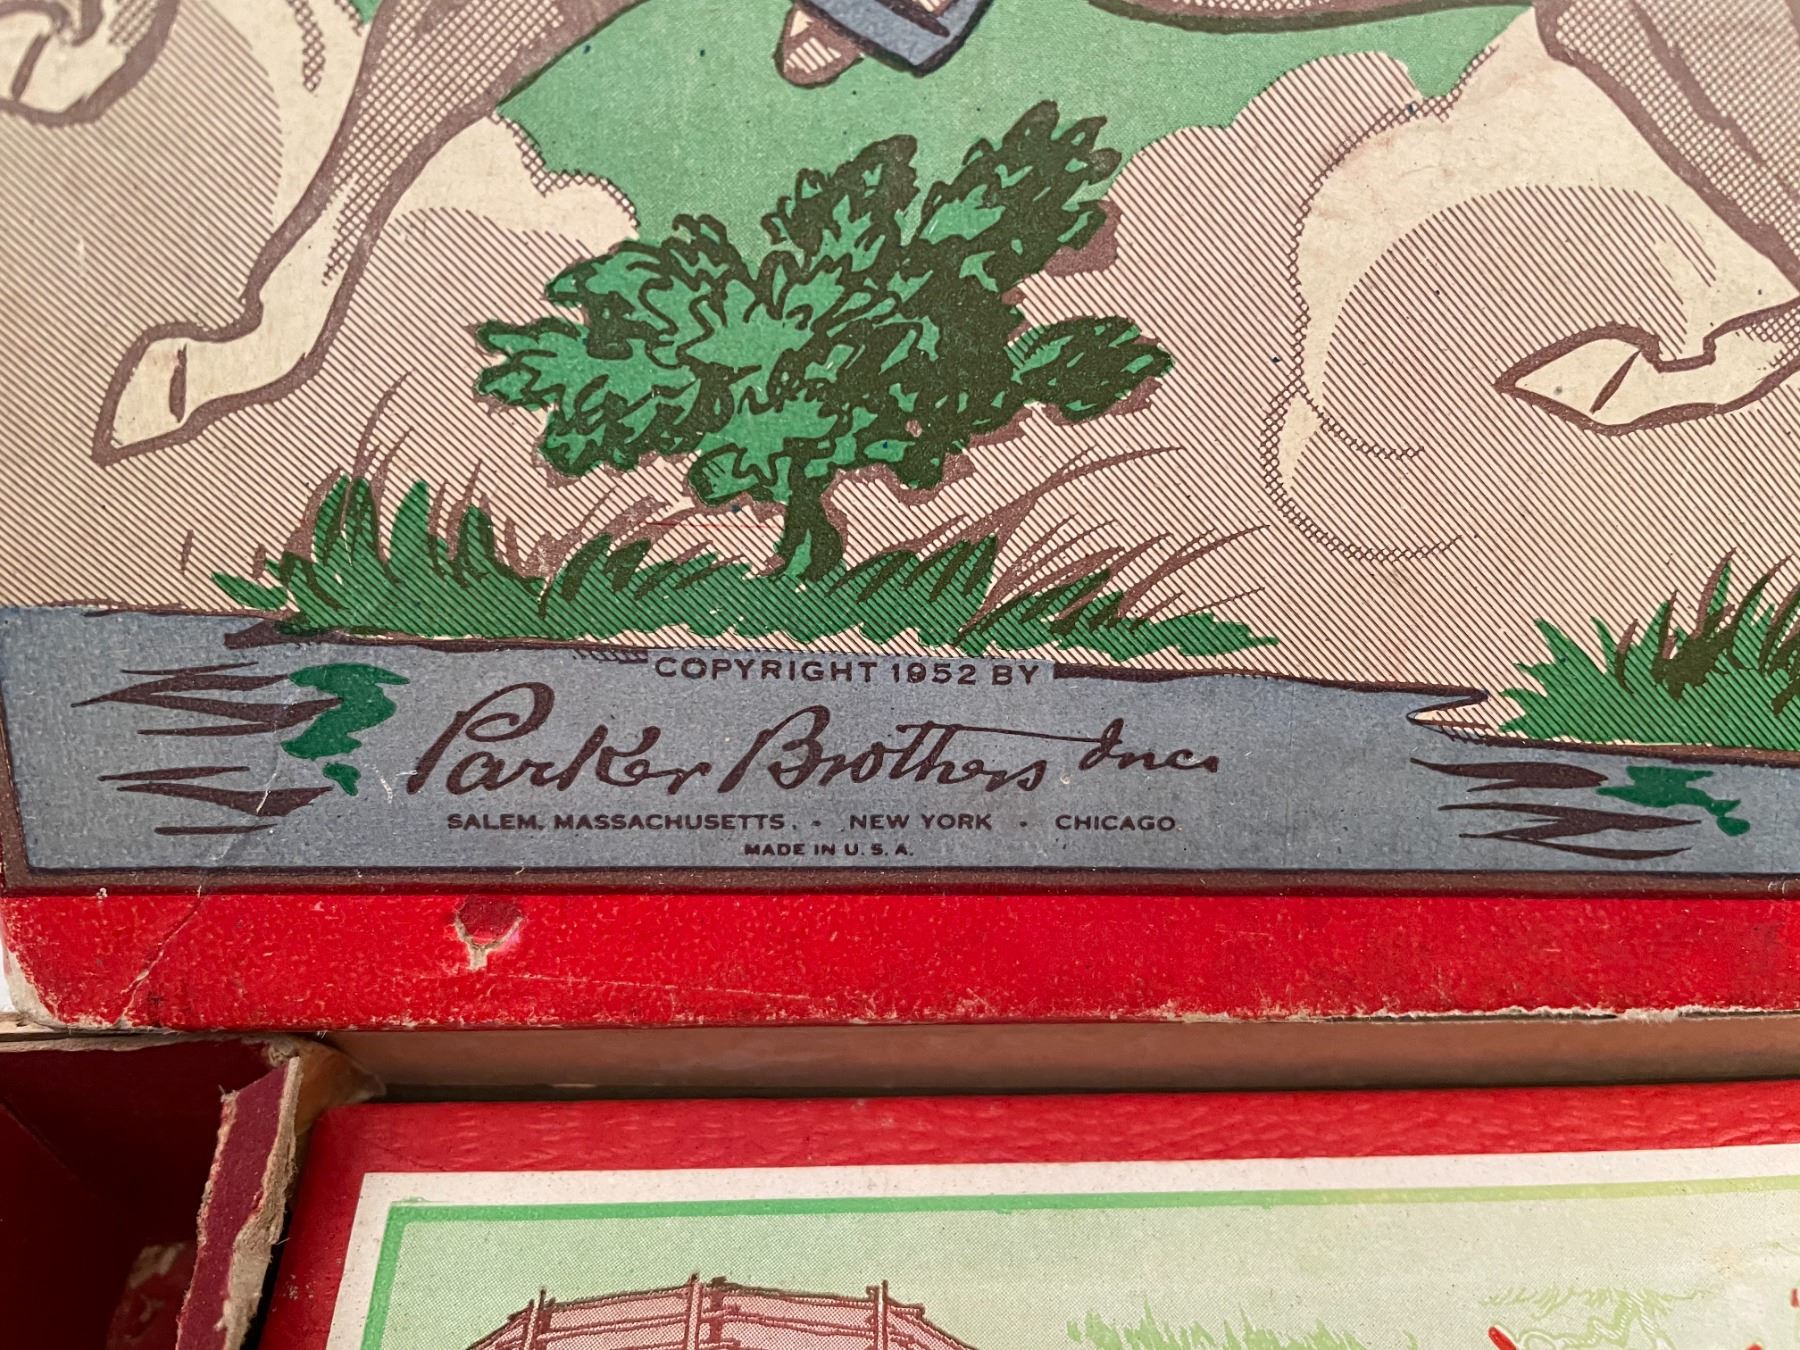 COPYRIGHT 1952 BY
Parker Brothers Inc.
SALEM, MASSACHUSETTS. · NEW YORK · CHICAGO
MADE IN U. S. A.